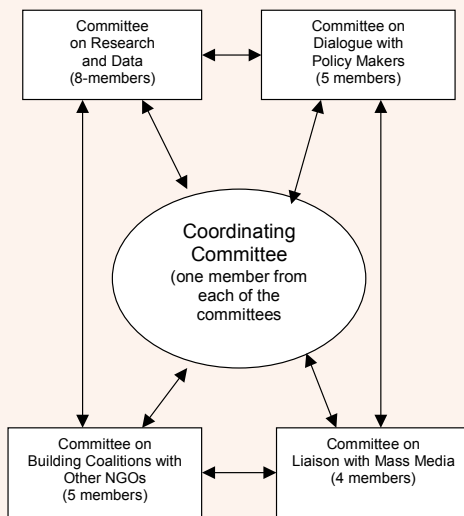 Committee
on Research
and Data
(8-members)
Committee on
Dialogue with
Policy Makers
(5 members)
Coordinating
Committee
(one member from
each of the
committees
Committee on
Building Coalitions with
Other NGOs
(5 members)
Committee on
Liaison with Mass Media
(4 members)